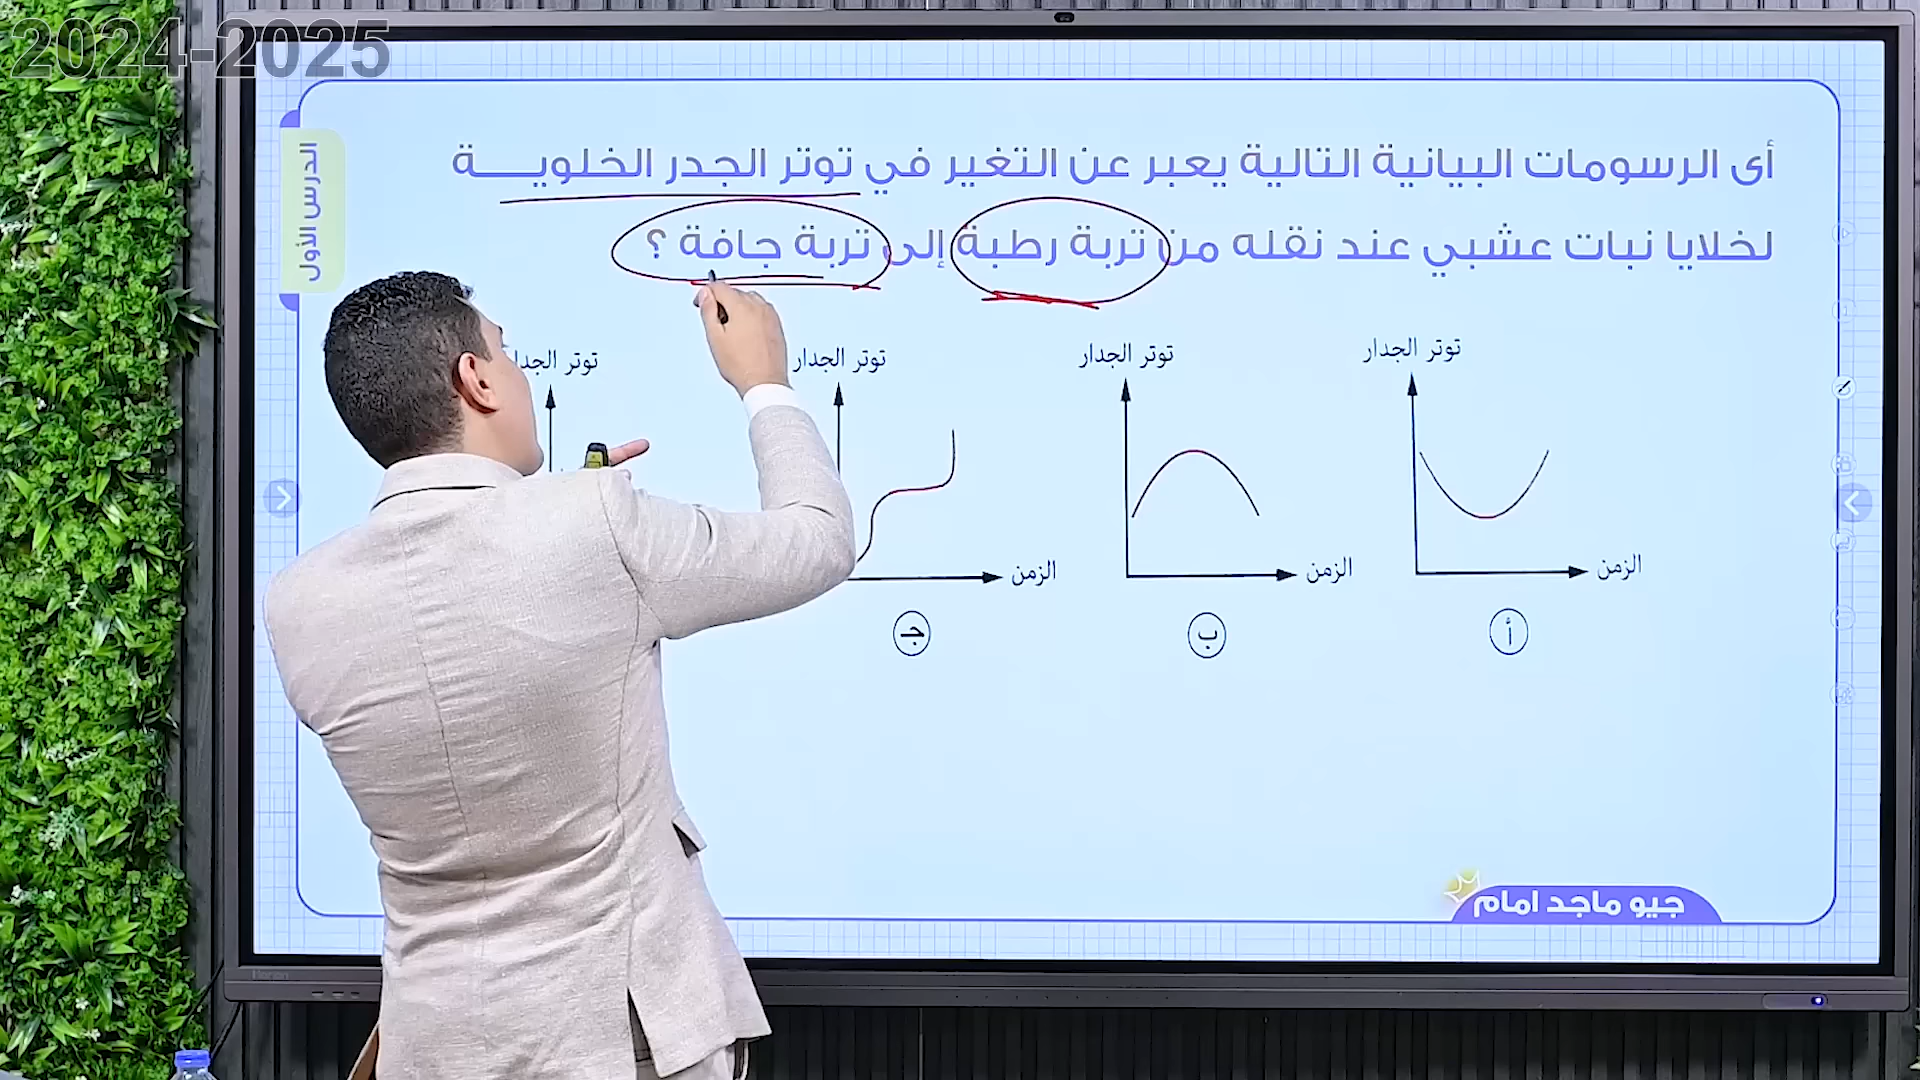 2024-2025
الدرس الأول
أى الرسومات البيانية التالية يعبر عن التغير في توتر الجدر الخلويـــة
لخلايا نبات عشبي عند نقله من تربة رطبة إلى تربة جافة ؟
توتر الجدار
الزمن
أ
توتر الجدار
الزمن
ب
توتر الجدار
الزمن
جـ
توتر الجدا
جيو ماجد امام